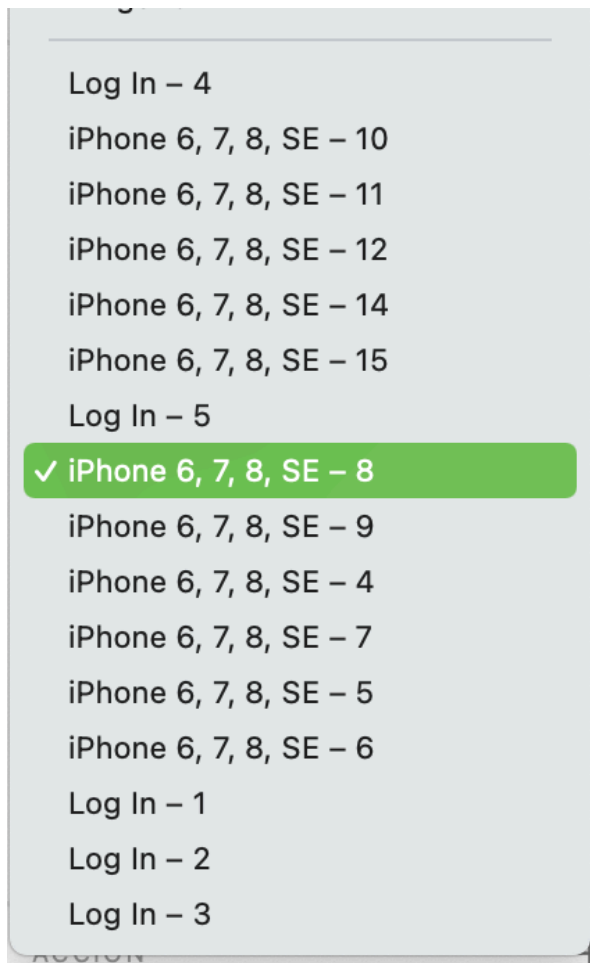 Log In – 4
iPhone 6, 7, 8, SE – 10
iPhone 6, 7, 8, SE – 11
iPhone 6, 7, 8, SE – 12
iPhone 6, 7, 8, SE – 14
iPhone 6, 7, 8, SE – 15
Log In – 5
✓ iPhone 6, 7, 8, SE – 8
iPhone 6, 7, 8, SE – 9
iPhone 6, 7, 8, SE – 4
iPhone 6, 7, 8, SE – 7
iPhone 6, 7, 8, SE – 5
iPhone 6, 7, 8, SE – 6
Log In – 1
Log In – 2
Log In – 3